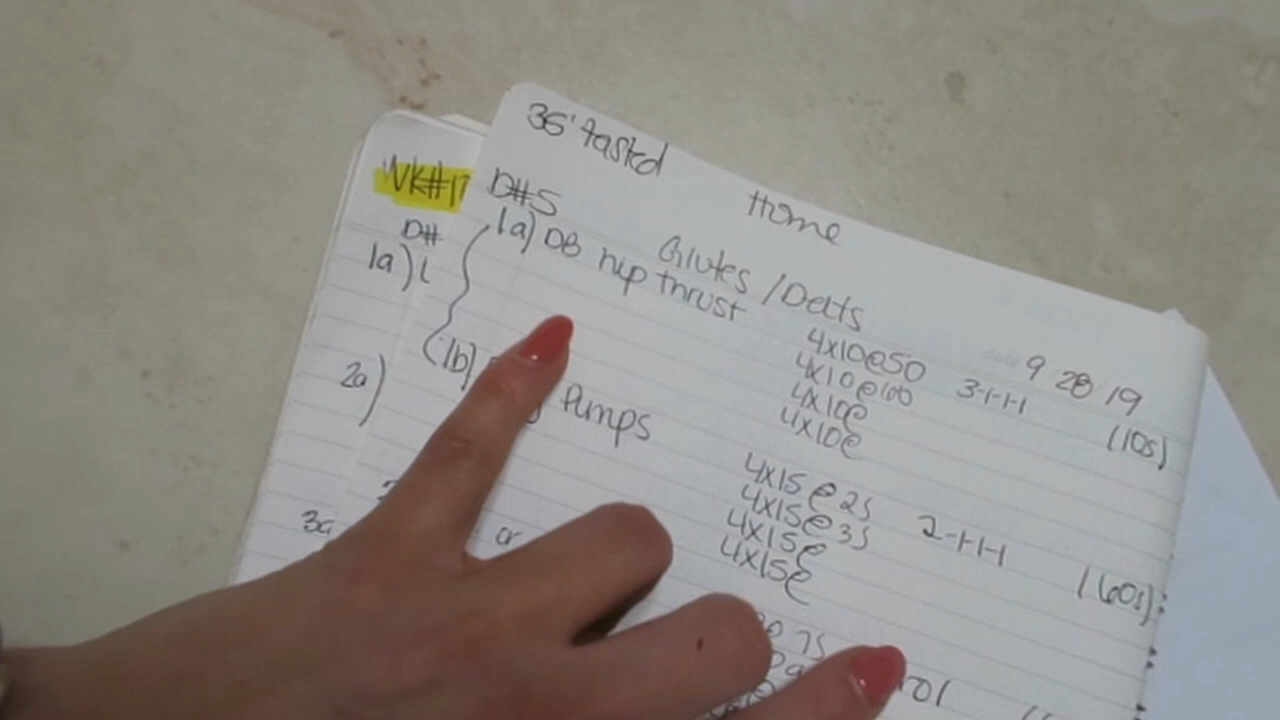 36' fasted
Home
WK#17
D#5
Glutes / Delts
9 28 19
D#
1a) DB hip thrust
4x10@50 3-1-1-1 (10s)
4x10@100
4x10@
4x10@
1a)
(1b) Pumps
4x15@25 2-1-1-1 (60s)
4x15@35
4x15@
4x15@
2a)
or